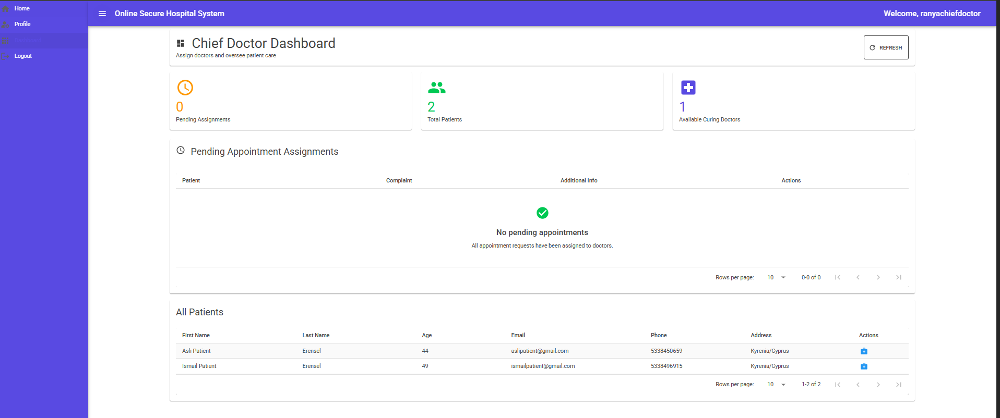 Home
Profile
Dashboard
Logout
Online Secure Hospital System
Welcome, ranyachiefdoctor
Chief Doctor Dashboard
Assign doctors and oversee patient care
REFRESH
0
Pending Assignments
2
Total Patients
1
Available Curing Doctors
Pending Appointment Assignments
Patient Complaint Additional Info Actions
No pending appointments
All appointment requests have been assigned to doctors.
Rows per page: 10 0-0 of 0
All Patients
First Name Last Name Age Email Phone Address Actions
Aslı Patient Erensel 44 aslipatient@gmail.com 5338450659 Kyrenia/Cyprus
İsmail Patient Erensel 49 ismailpatient@gmail.com 5338496915 Kyrenia/Cyprus
Rows per page: 10 1-2 of 2